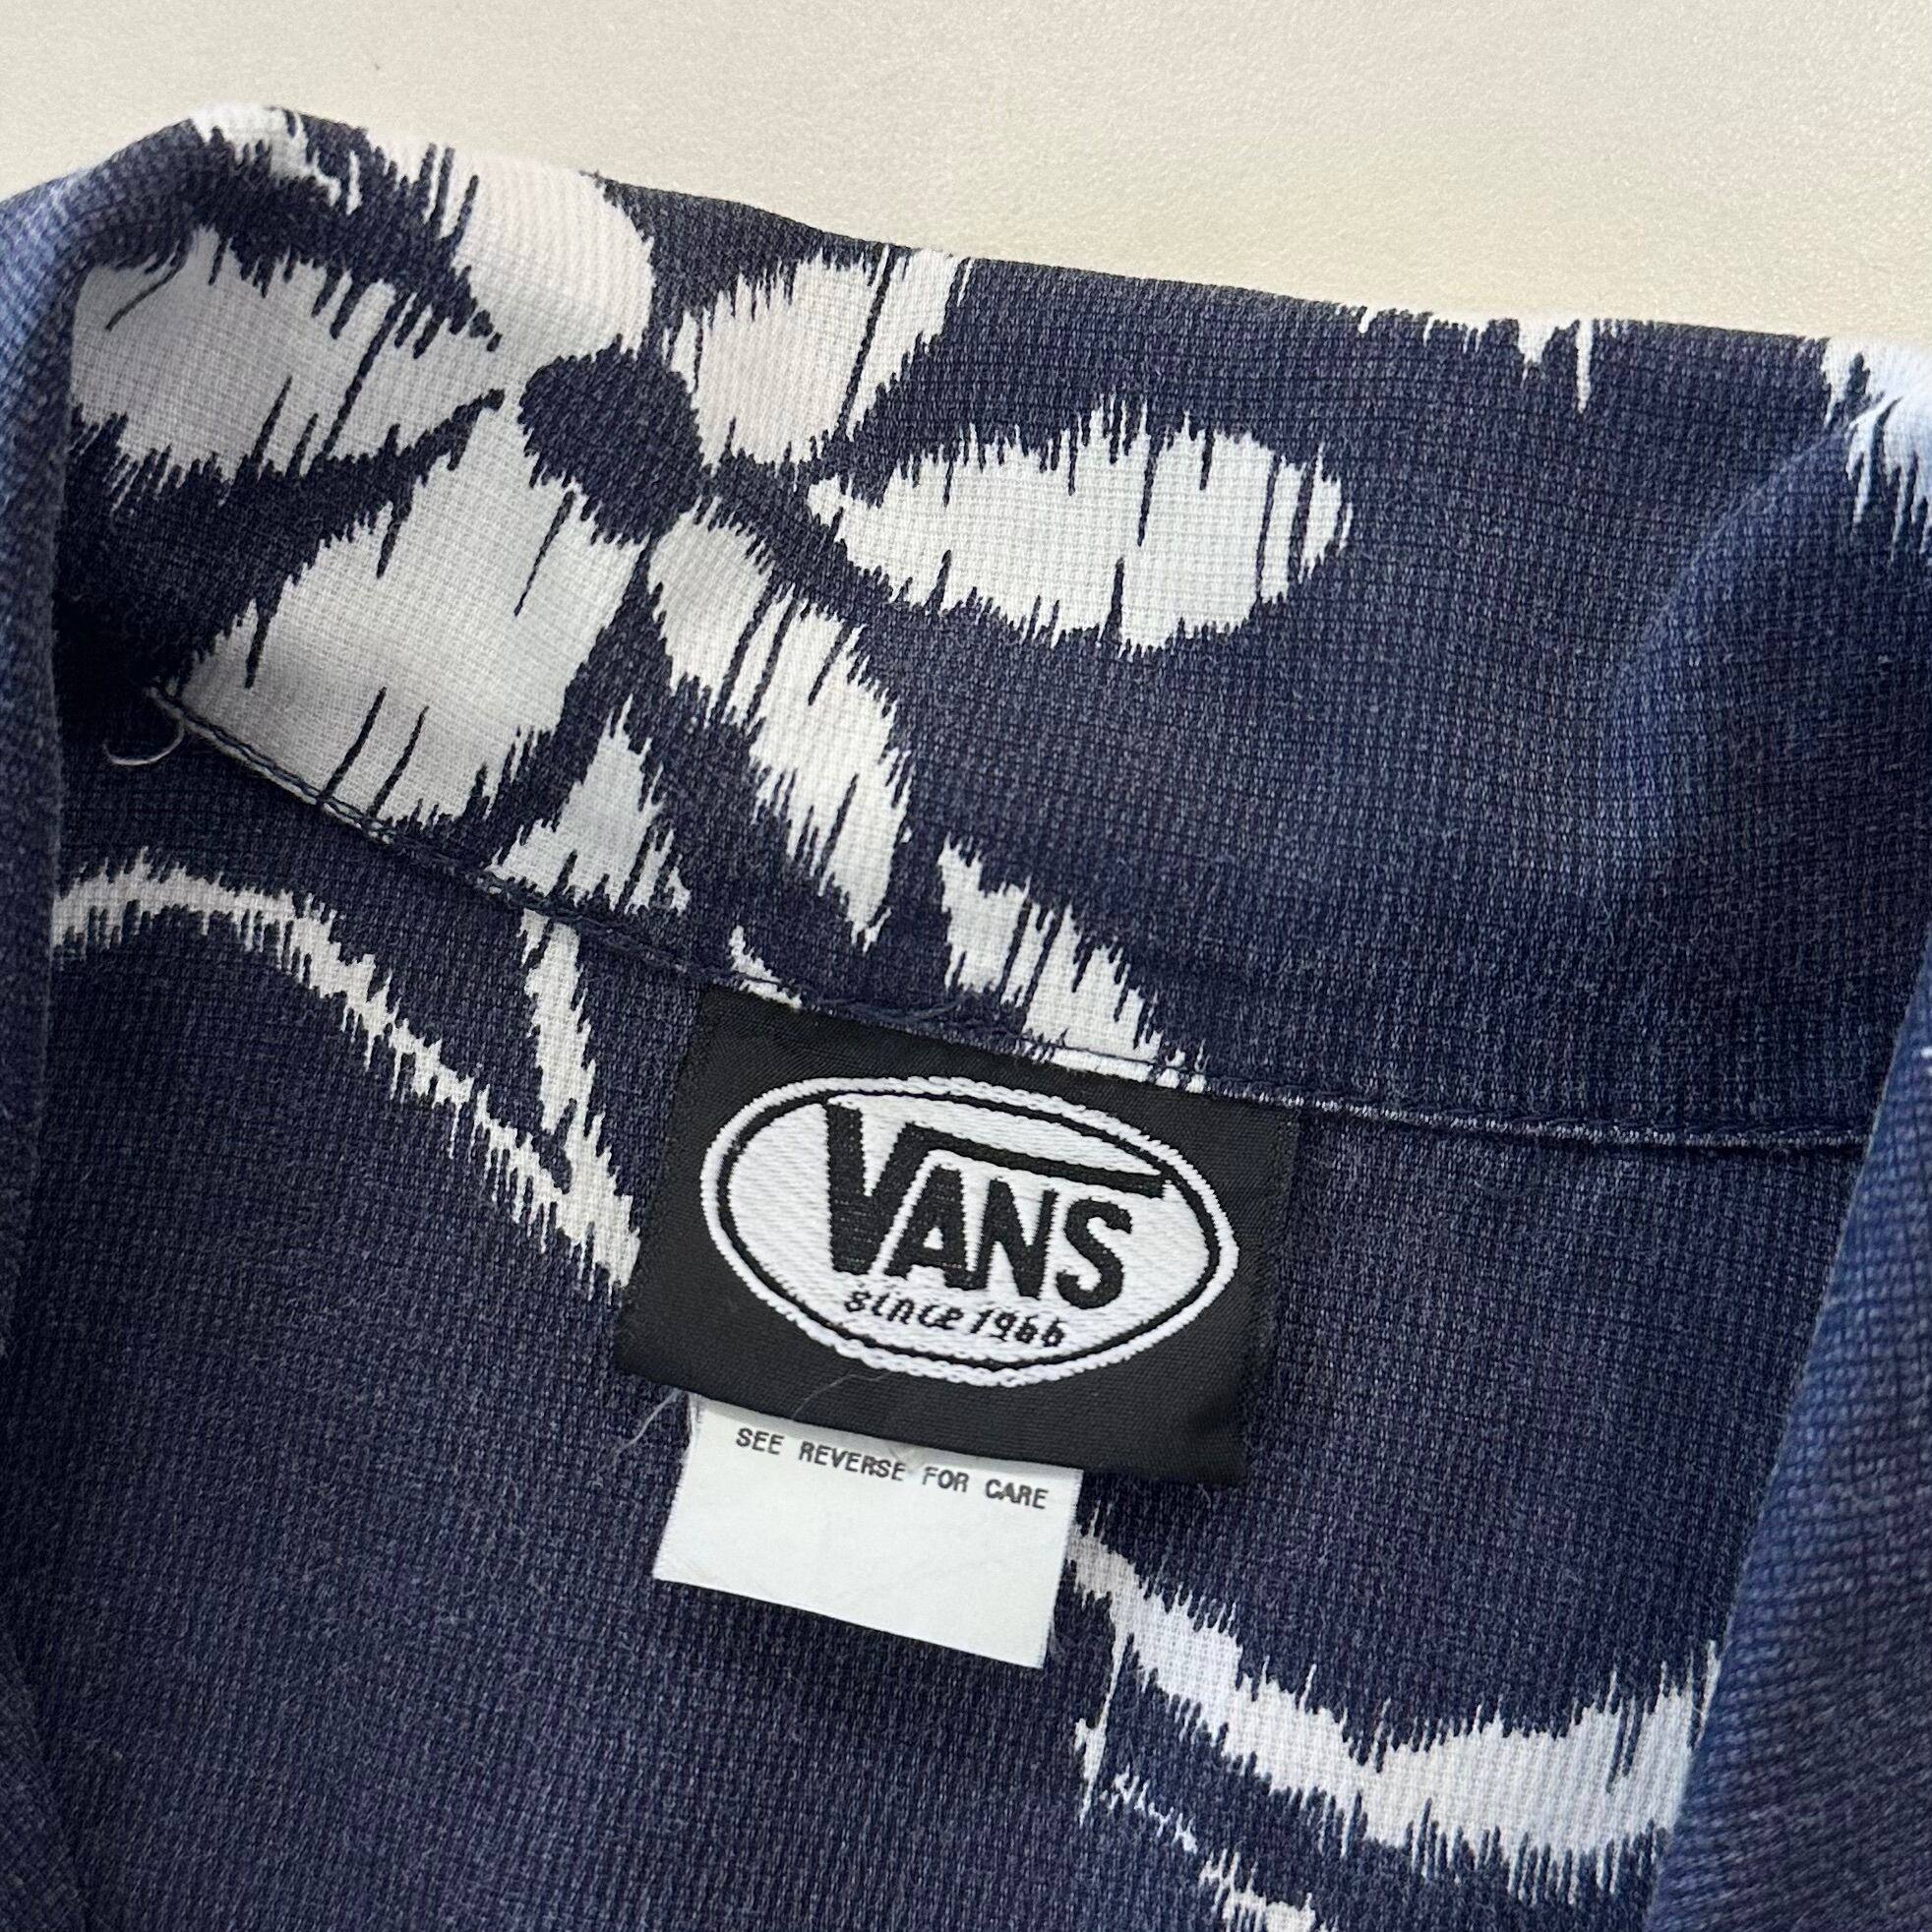 VANS
since 1966
SEE REVERSE FOR CARE